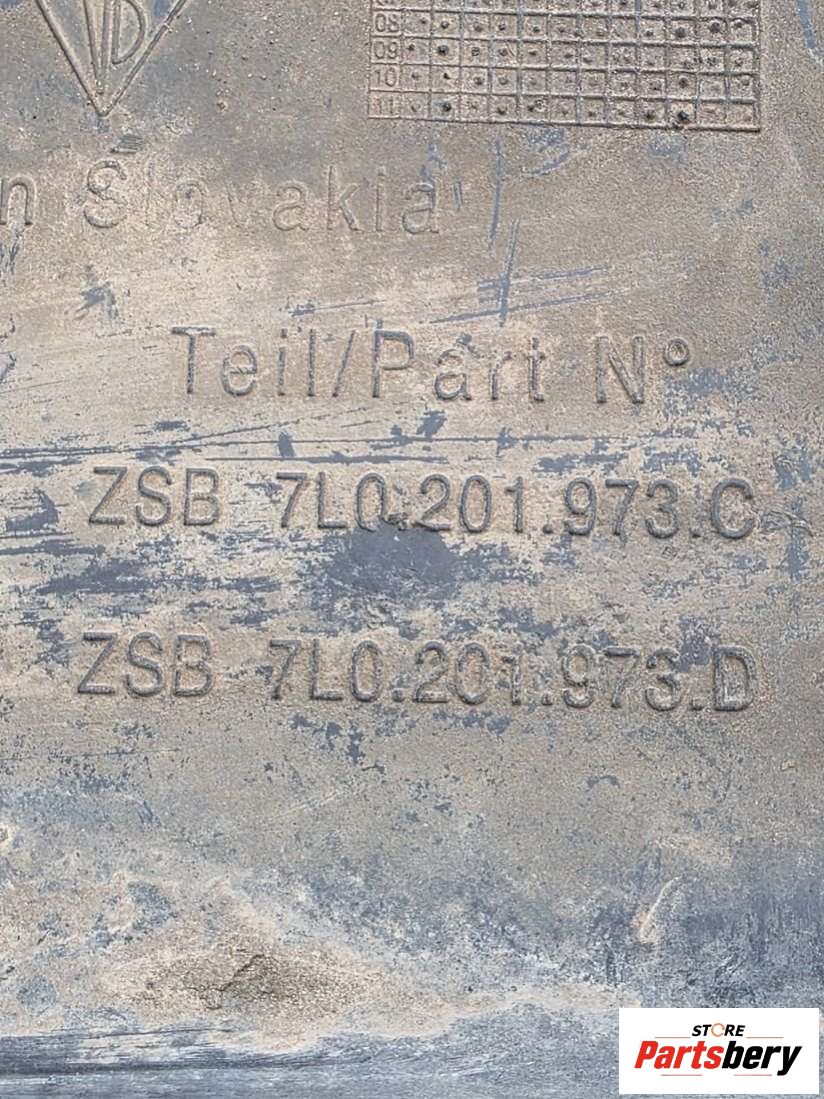 08
09
10
11
n Slovakia
Teil/Part N°
ZSB 7L0.201.973.C
ZSB 7L0.201.973.D
STORE
Partsbery